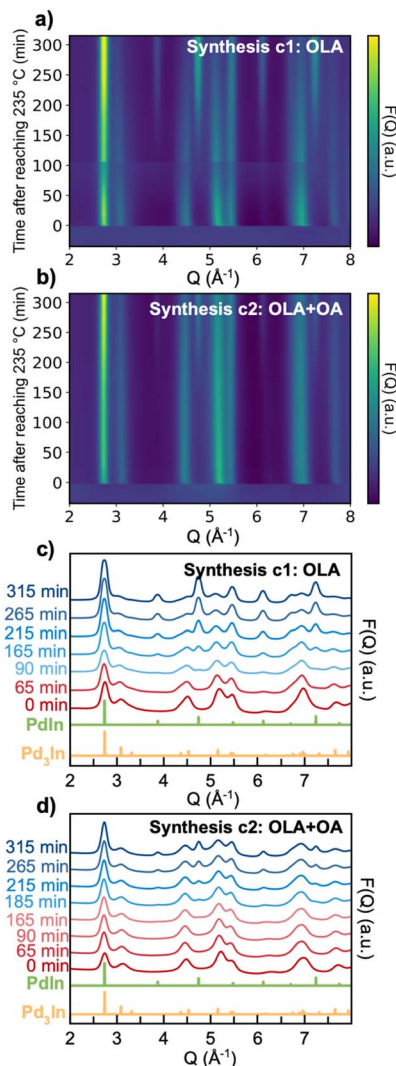 a)
Synthesis c1: OLA
Time after reaching 235 °C (min)
300
250
200
150
100
50
0
2 3 4 5 6 7 8
Q (Å⁻¹)
F(Q) (a.u.)
b)
Synthesis c2: OLA+OA
Time after reaching 235 °C (min)
300
250
200
150
100
50
0
2 3 4 5 6 7 8
Q (Å⁻¹)
F(Q) (a.u.)
c)
Synthesis c1: OLA
315 min
265 min
215 min
165 min
90 min
65 min
0 min
PdIn
Pd₃In
F(Q) (a.u.)
2 3 4 5 6 7
Q (Å⁻¹)
d)
Synthesis c2: OLA+OA
315 min
265 min
215 min
185 min
165 min
90 min
65 min
0 min
PdIn
Pd₃In
F(Q) (a.u.)
2 3 4 5 6 7
Q (Å⁻¹)